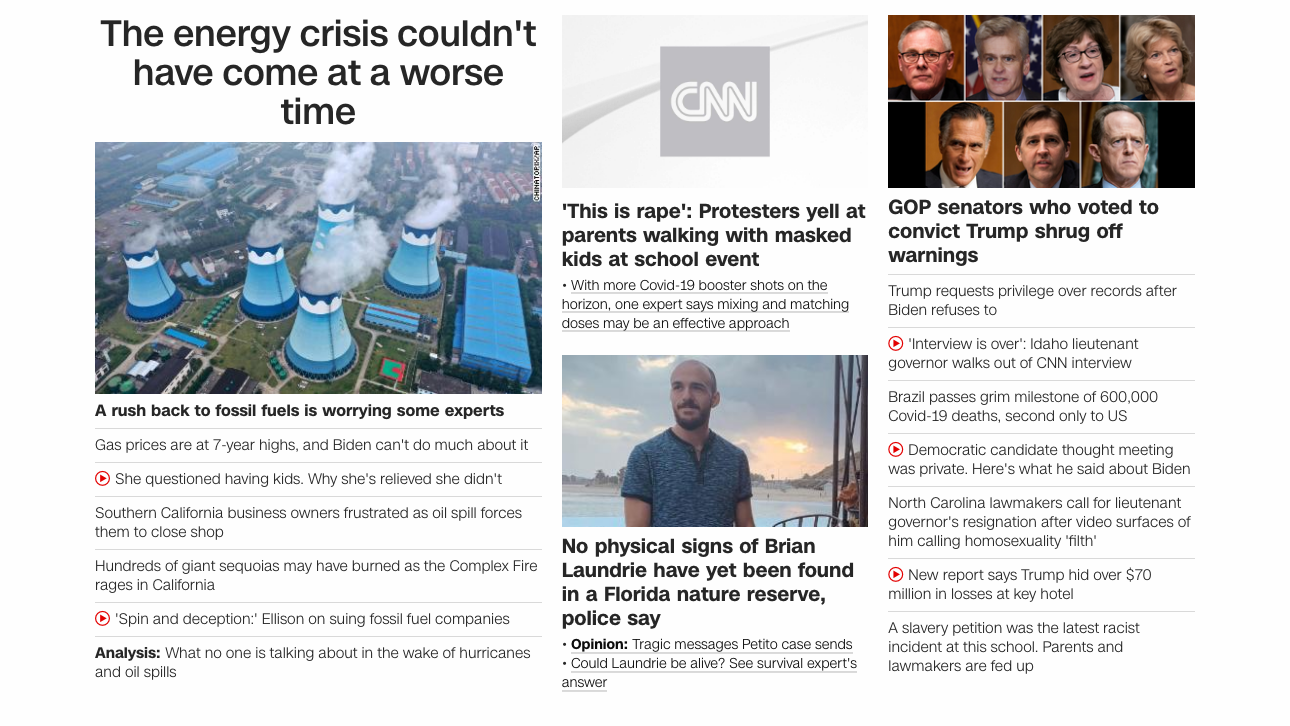 The energy crisis couldn't
have come at a worse
time
CHINATOPIX/AP
A rush back to fossil fuels is worrying some experts
Gas prices are at 7-year highs, and Biden can't do much about it
She questioned having kids. Why she's relieved she didn't
Southern California business owners frustrated as oil spill forces
them to close shop
Hundreds of giant sequoias may have burned as the Complex Fire
rages in California
'Spin and deception:' Ellison on suing fossil fuel companies
Analysis: What no one is talking about in the wake of hurricanes
and oil spills
CNN
'This is rape': Protesters yell at
parents walking with masked
kids at school event
• With more Covid-19 booster shots on the
horizon, one expert says mixing and matching
doses may be an effective approach
No physical signs of Brian
Laundrie have yet been found
in a Florida nature reserve,
police say
• Opinion: Tragic messages Petito case sends
• Could Laundrie be alive? See survival expert's
answer
GOP senators who voted to
convict Trump shrug off
warnings
Trump requests privilege over records after
Biden refuses to
'Interview is over': Idaho lieutenant
governor walks out of CNN interview
Brazil passes grim milestone of 600,000
Covid-19 deaths, second only to US
Democratic candidate thought meeting
was private. Here's what he said about Biden
North Carolina lawmakers call for lieutenant
governor's resignation after video surfaces of
him calling homosexuality 'filth'
New report says Trump hid over $70
million in losses at key hotel
A slavery petition was the latest racist
incident at this school. Parents and
lawmakers are fed up